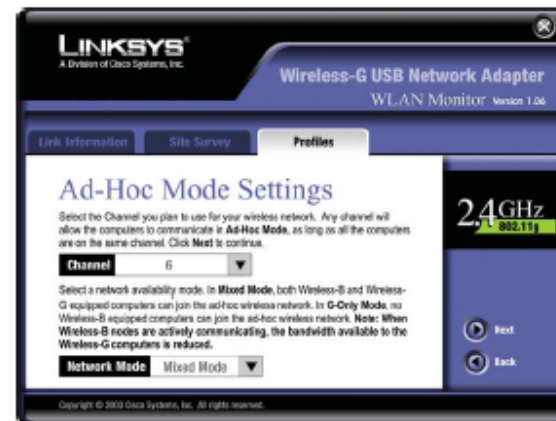 LINKSYS®
A Division of Cisco Systems, Inc.
Wireless-G USB Network Adapter
WLAN Monitor Version 1.06
Link Information Site Survey Profiles
Ad-Hoc Mode Settings
Select the Channel you plan to use for your wireless network. Any channel will
allow the computers to communicate in Ad-Hoc Mode, as long as all the computers
are on the same channel. Click Next to continue.
Channel 6
Select a network availability mode. In Mixed Mode, both Wireless-B and Wireless-
G equipped computers can join the ad-hoc wireless network. In G-Only Mode, no
Wireless-B equipped computers can join the ad-hoc wireless network. Note: When
Wireless-B nodes are actively communicating, the bandwidth available to the
Wireless-G computers is reduced.
Network Mode Mixed Mode
2.4GHz
802.11g
Next
Back
Copyright © 2003 Cisco Systems, Inc. All rights reserved.